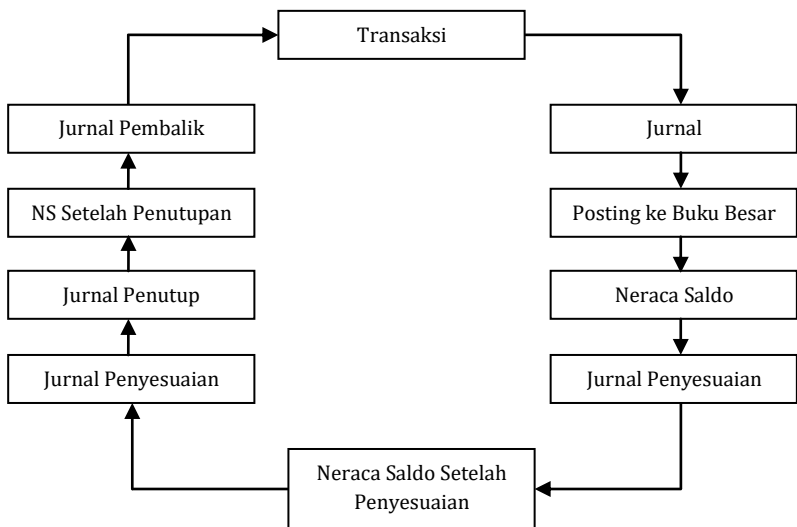 Transaksi
Jurnal Pembalik
Jurnal
NS Setelah Penutupan
Posting ke Buku Besar
Jurnal Penutup
Neraca Saldo
Jurnal Penyesuaian
Jurnal Penyesuaian
Neraca Saldo Setelah
Penyesuaian